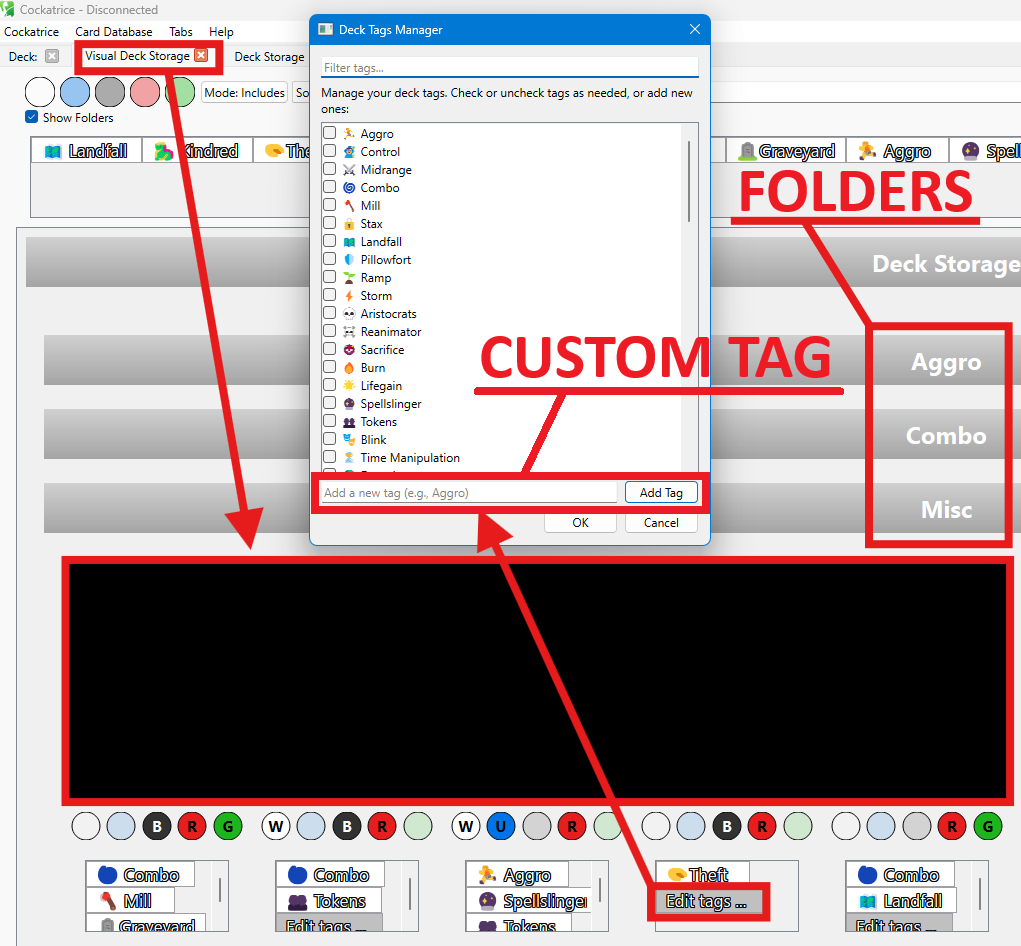 Cockatrice - Disconnected
Cockatrice Card Database Tabs Help
Deck: Visual Deck Storage Deck Storage
Mode: Includes
Show Folders
Landfall Kindred
Graveyard Aggro
Deck Tags Manager
Filter tags...
Manage your deck tags. Check or uncheck tags as needed, or add new
ones:
Aggro
Control
Midrange
Combo
Mill
Stax
Landfall
Pillowfort
Ramp
Storm
Aristocrats
Reanimator
Sacrifice
Burn
Lifegain
Spellslinger
Tokens
Blink
Time Manipulation
Add a new tag (e.g., Aggro) Add Tag
OK Cancel
FOLDERS
CUSTOM TAG
Deck Storage
Aggro
Combo
Misc
B R G W B R W U R B R R G
Combo
Mill
Graveyard
Combo
Tokens
Edit tags ...
Aggro
Spellslinger
Tokens
Theft
Edit tags ...
Combo
Landfall
Edit tags ...